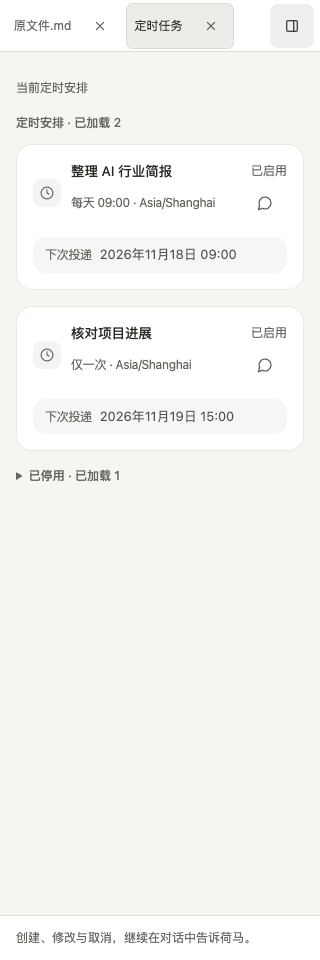 原文件.md
定时任务
当前定时安排
定时安排 · 已加载 2
整理 AI 行业简报
已启用
每天 09:00 · Asia/Shanghai
下次投递 2026年11月18日 09:00
核对项目进展
已启用
仅一次 · Asia/Shanghai
下次投递 2026年11月19日 15:00
已停用 · 已加载 1
创建、修改与取消，继续在对话中告诉荷马。